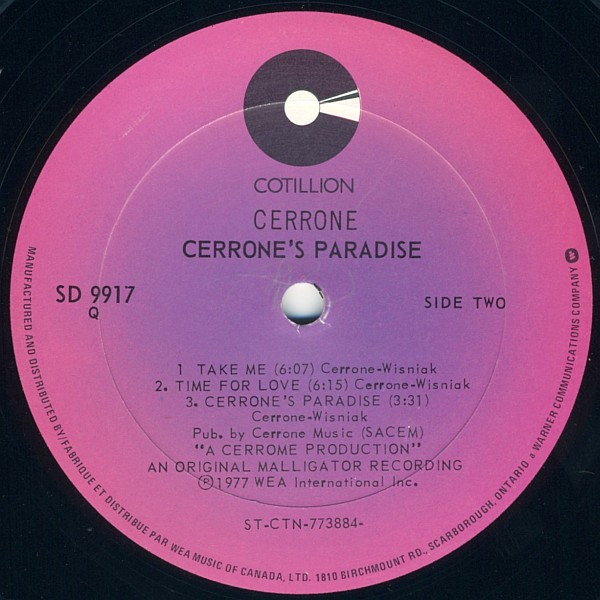 COTILLION
CERRONE
CERRONE'S PARADISE
SD 9917
Q
SIDE TWO
1 TAKE ME (6:07) Cerrone-Wisniak
2. TIME FOR LOVE (6:15) Cerrone-Wisniak
3. CERRONE'S PARADISE (3:31)
Cerrone-Wisniak
Pub. by Cerrone Music (SACEM)
"A CERROME PRODUCTION"
AN ORIGINAL MALLIGATOR RECORDING
Ⓟ1977 WEA International Inc.
ST-CTN-773884-
MANUFACTURED AND DISTRIBUTED BY/FABRIQUE ET DISTRIBUE PAR WEA MUSIC OF CANADA, LTD. 1810 BIRCHMOUNT RD., SCARBOROUGH, ONTARIO a WARNER COMMUNICATIONS COMPANY